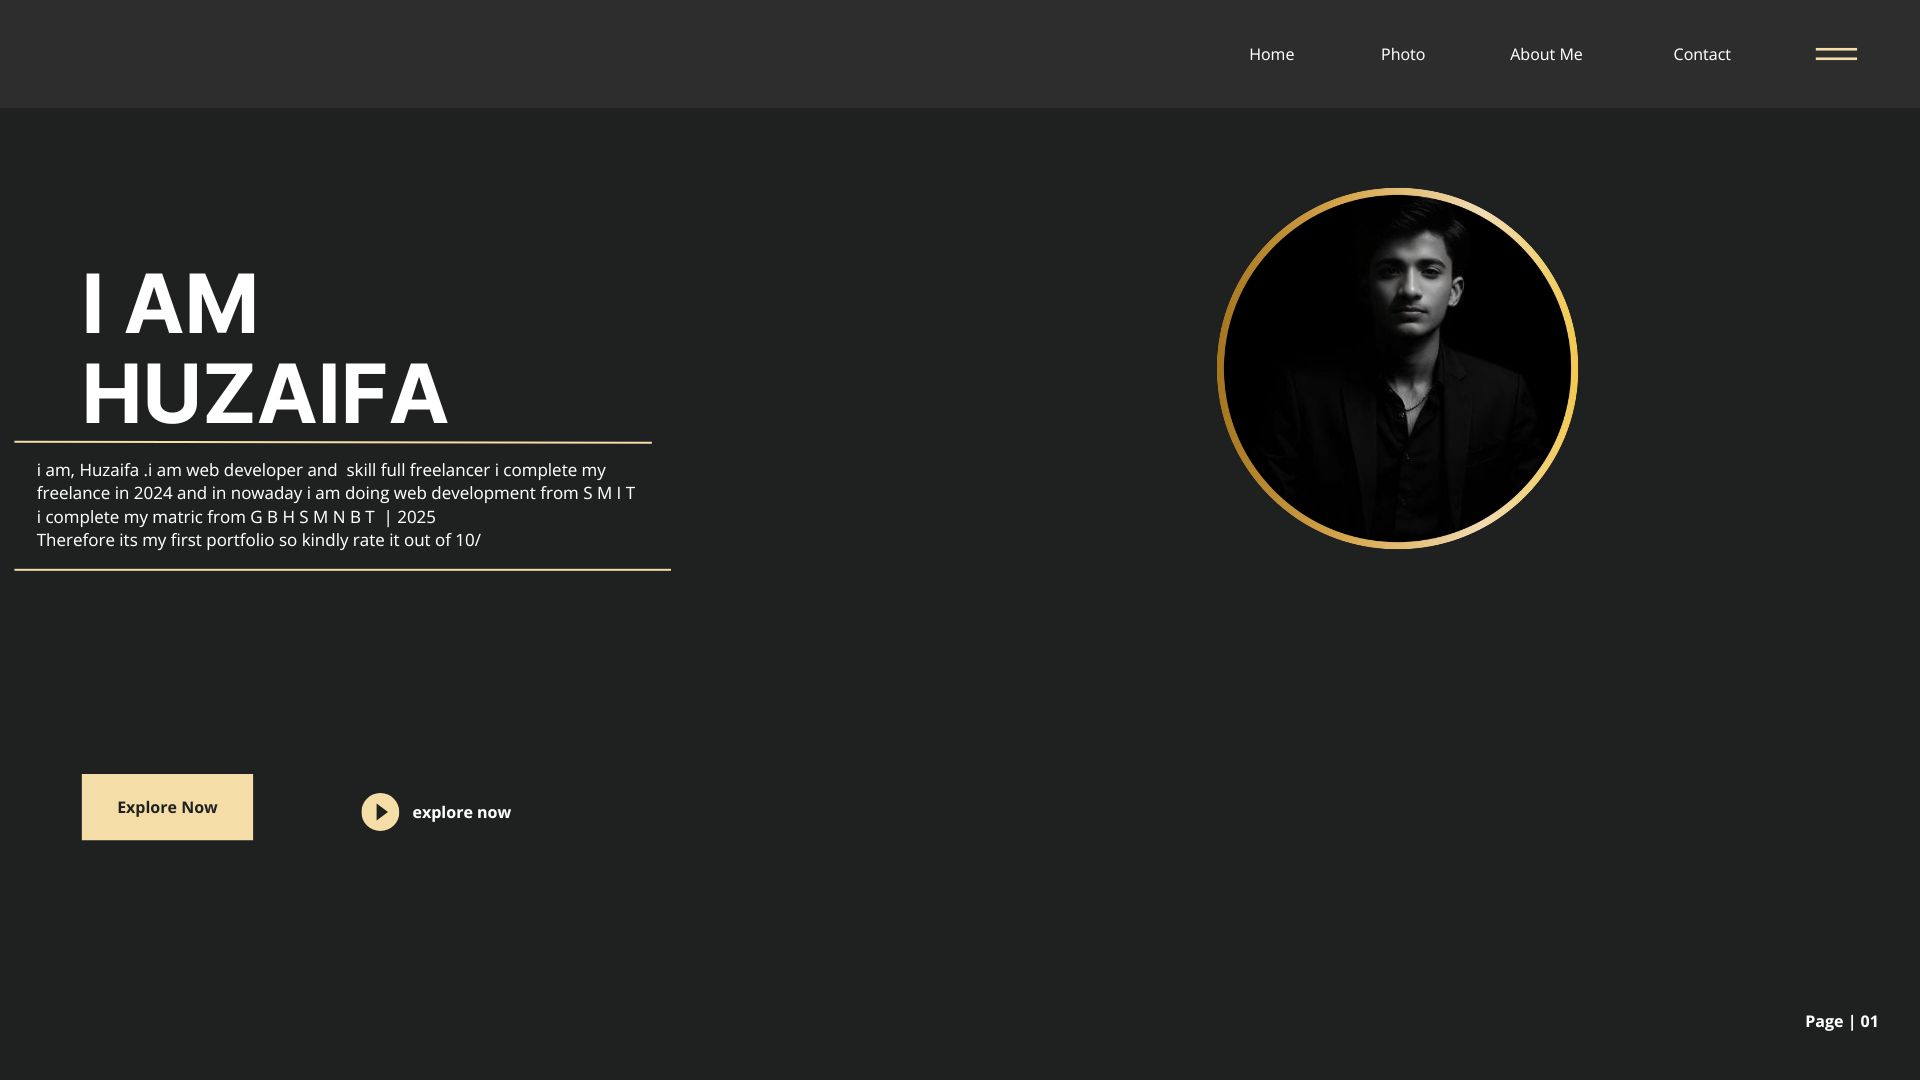 Home
Photo
About Me
Contact
I AM
HUZAIFA
i am, Huzaifa .i am web developer and  skill full freelancer i complete my
freelance in 2024 and in nowaday i am doing web development from S M I T
i complete my matric from G B H S M N B T  | 2025
Therefore its my first portfolio so kindly rate it out of 10/
Explore Now
explore now
Page | 01